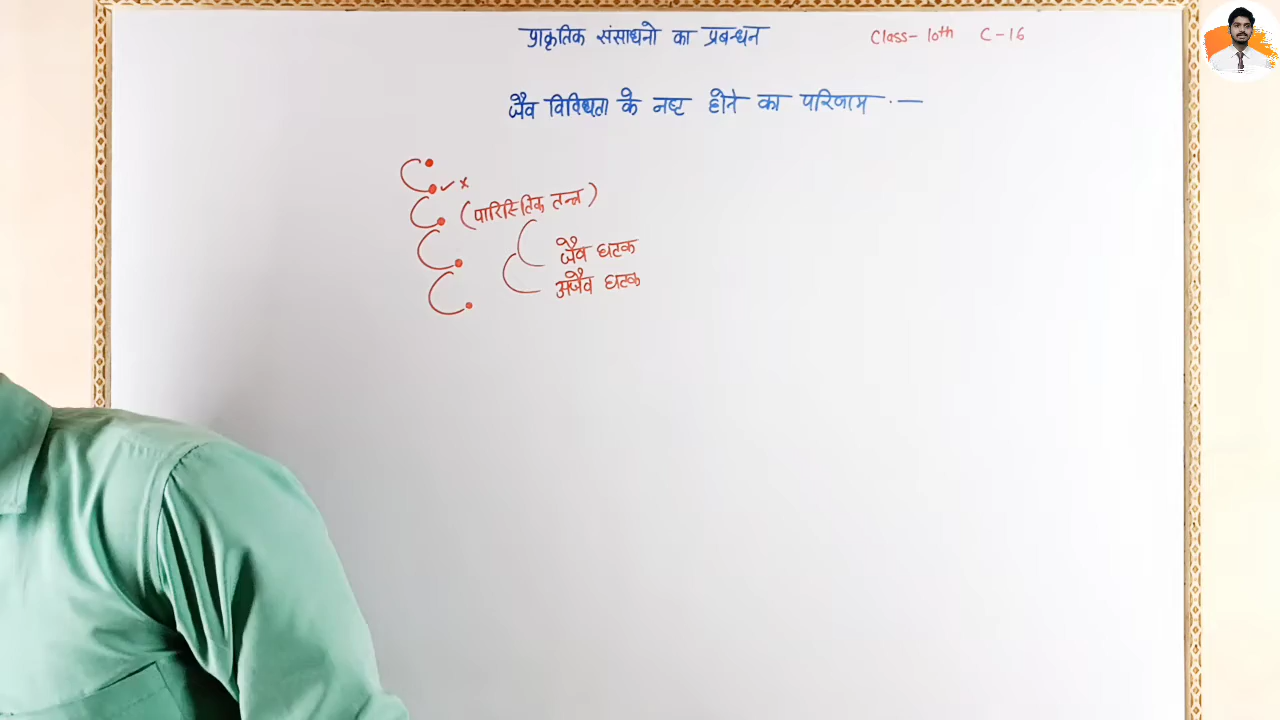 प्राकृतिक संसाधनो का प्रबन्धन
Class- 10th C-16
जैव विविधता के नष्ट होने का परिणाम :—
(पारिस्तिक तन्त्र)
जैव घटक
अजैव घटक